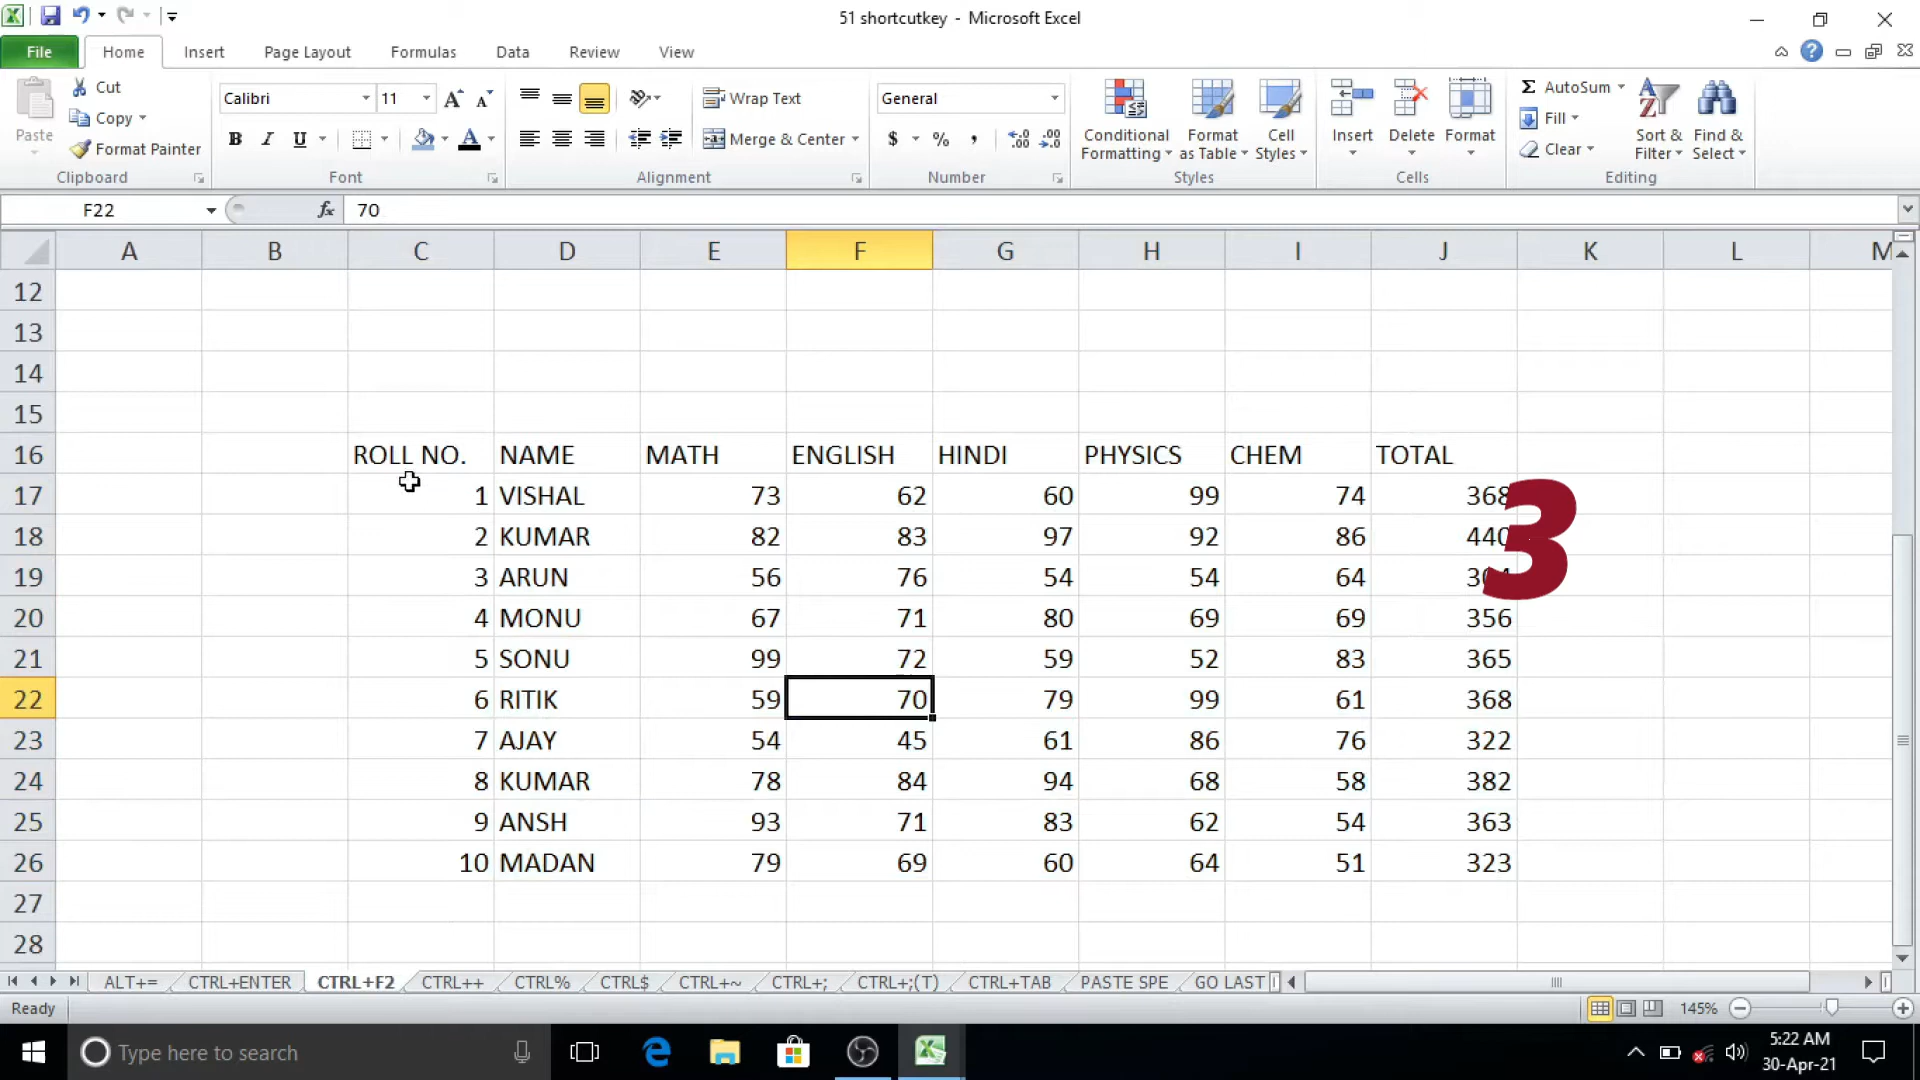 51 shortcutkey - Microsoft Excel
File Home Insert Page Layout Formulas Data Review View
Paste Cut Copy Format Painter Clipboard
Calibri 11 B I U Font
Wrap Text Merge & Center Alignment
General $ % , Number
Conditional Formatting Format as Table Cell Styles Styles
Insert Delete Format Cells
AutoSum Fill Clear Sort & Filter Find & Select Editing
F22 fx 70
A B C D E F G H I J K L M
12
13
14
15
16 ROLL NO. NAME MATH ENGLISH HINDI PHYSICS CHEM TOTAL
17 1 VISHAL 73 62 60 99 74 368
18 2 KUMAR 82 83 97 92 86 440
19 3 ARUN 56 76 54 54 64
3
20 4 MONU 67 71 80 69 69 356
21 5 SONU 99 72 59 52 83 365
22 6 RITIK 59 70 79 99 61 368
23 7 AJAY 54 45 61 86 76 322
24 8 KUMAR 78 84 94 68 58 382
25 9 ANSH 93 71 83 62 54 363
26 10 MADAN 79 69 60 64 51 323
27
28
ALT+= CTRL+ENTER CTRL+F2 CTRL++ CTRL% CTRL$ CTRL+~ CTRL+; CTRL+;(T) CTRL+TAB PASTE SPE GO LAST
Ready 145%
Type here to search
5:22 AM
30-Apr-21